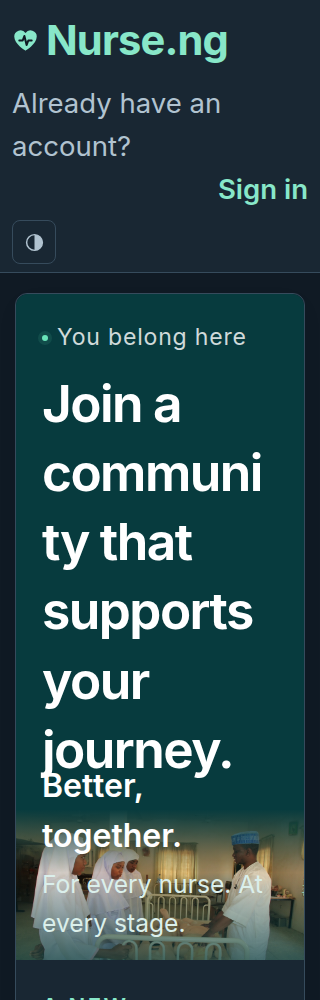 Nurse.ng
Already have an
account?
Sign in
You belong here
Join a
communi
ty that
supports
your
journey.
Better,
together.
For every nurse. At
every stage.
A NEW